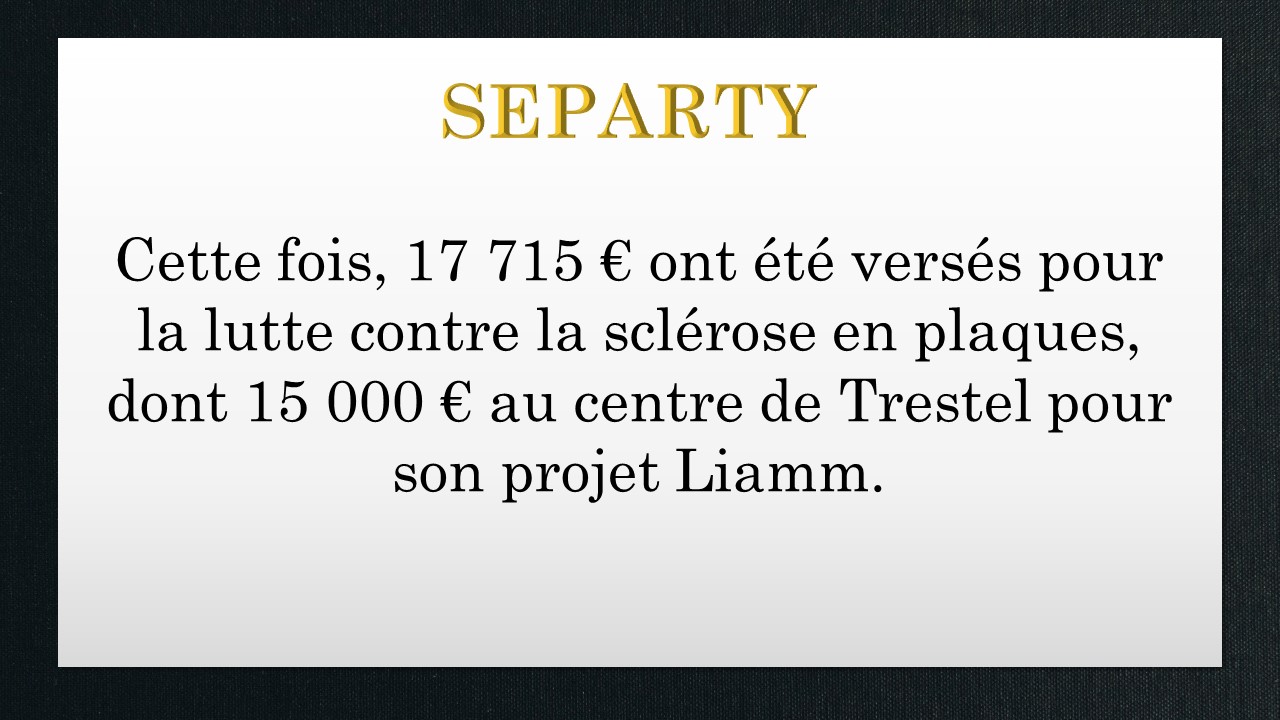 SEPARTY
Cette fois, 17 715 € ont été versés pour
la lutte contre la sclérose en plaques,
dont 15 000 € au centre de Trestel pour
son projet Liamm.